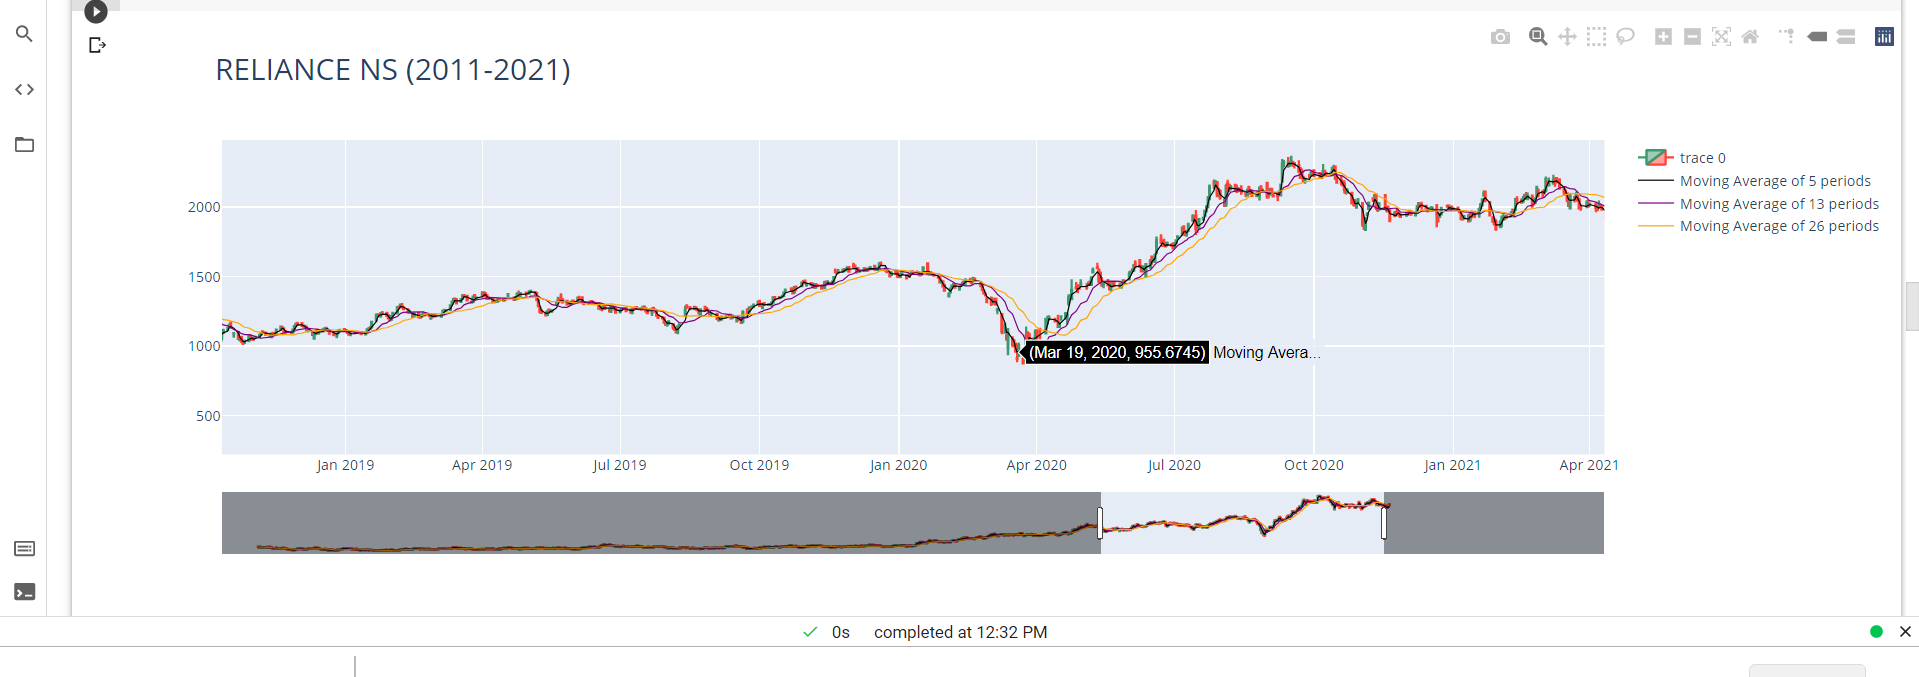 RELIANCE NS (2011-2021)
trace 0
Moving Average of 5 periods
Moving Average of 13 periods
Moving Average of 26 periods
2000
1500
1000
500
(Mar 19, 2020, 955.6745) Moving Avera...
Jan 2019 Apr 2019 Jul 2019 Oct 2019 Jan 2020 Apr 2020 Jul 2020 Oct 2020 Jan 2021 Apr 2021
0s completed at 12:32 PM